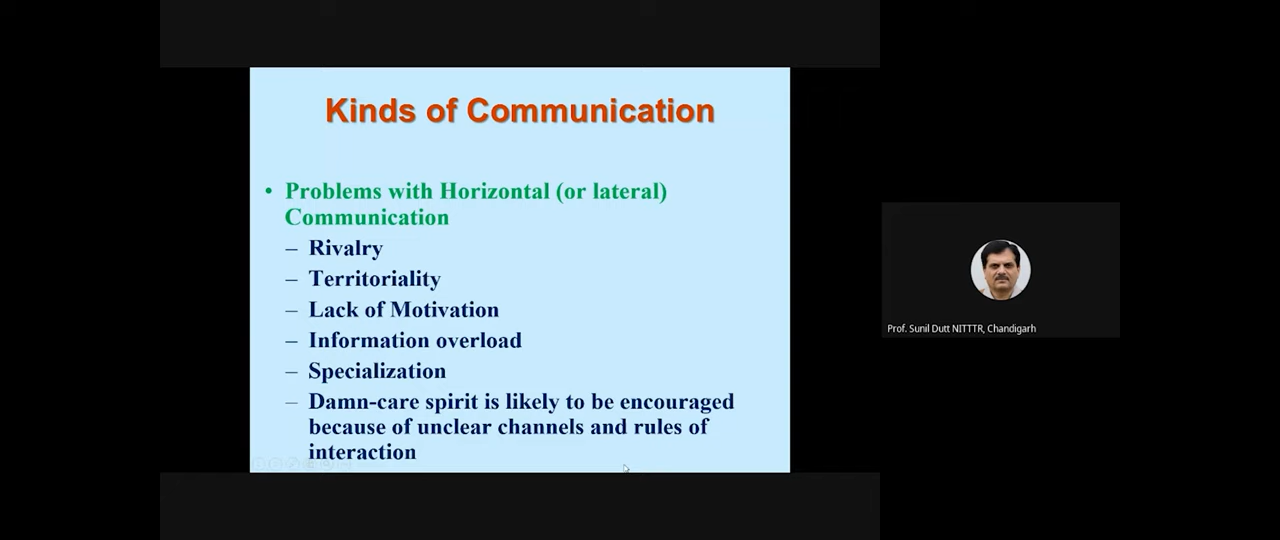 Kinds of Communication
• Problems with Horizontal (or lateral)
Communication
– Rivalry
– Territoriality
– Lack of Motivation
– Information overload
– Specialization
– Damn-care spirit is likely to be encouraged
because of unclear channels and rules of
interaction
Prof. Sunil Dutt NITTTR, Chandigarh